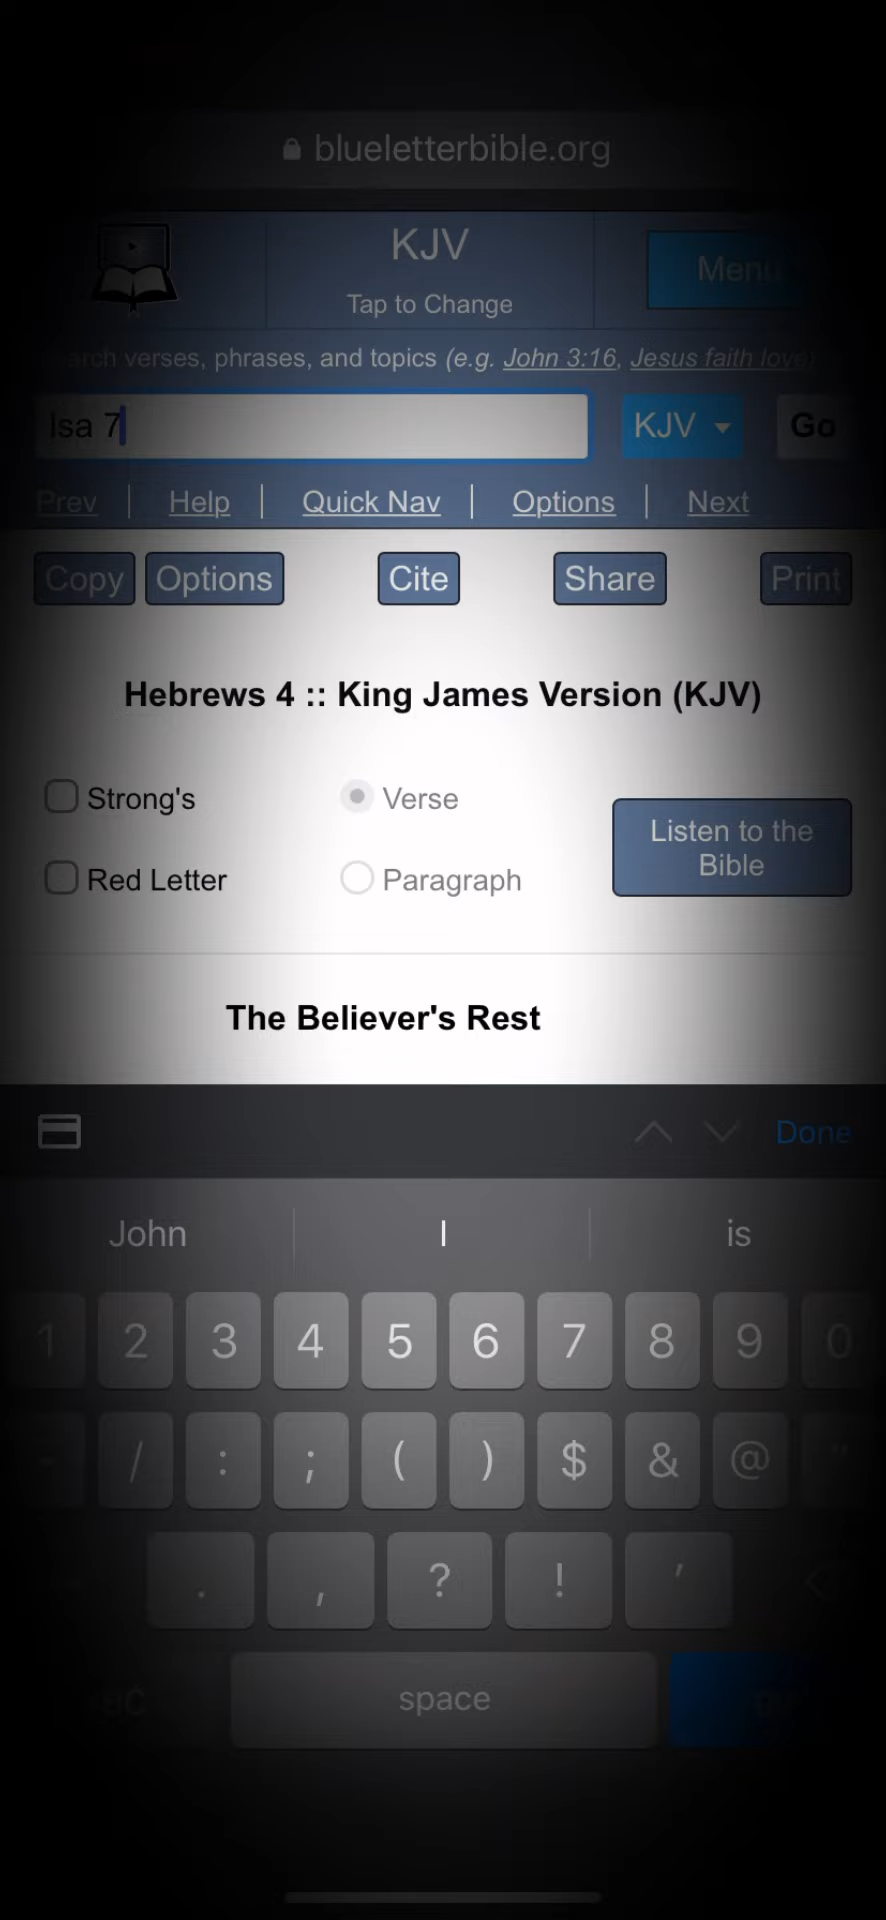 blueletterbible.org
KJV
Tap to Change
Menu
arch verses, phrases, and topics (e.g. John 3:16, Jesus faith love)
Isa 7
KJV
Go
Prev | Help | Quick Nav | Options | Next
Copy Options Cite Share Print
Hebrews 4 :: King James Version (KJV)
Strong's
Verse
Red Letter
Paragraph
Listen to the
Bible
The Believer's Rest
Done
John I is
1 2 3 4 5 6 7 8 9 0
- / : ; ( ) $ & @ "
. , ? ! '
space